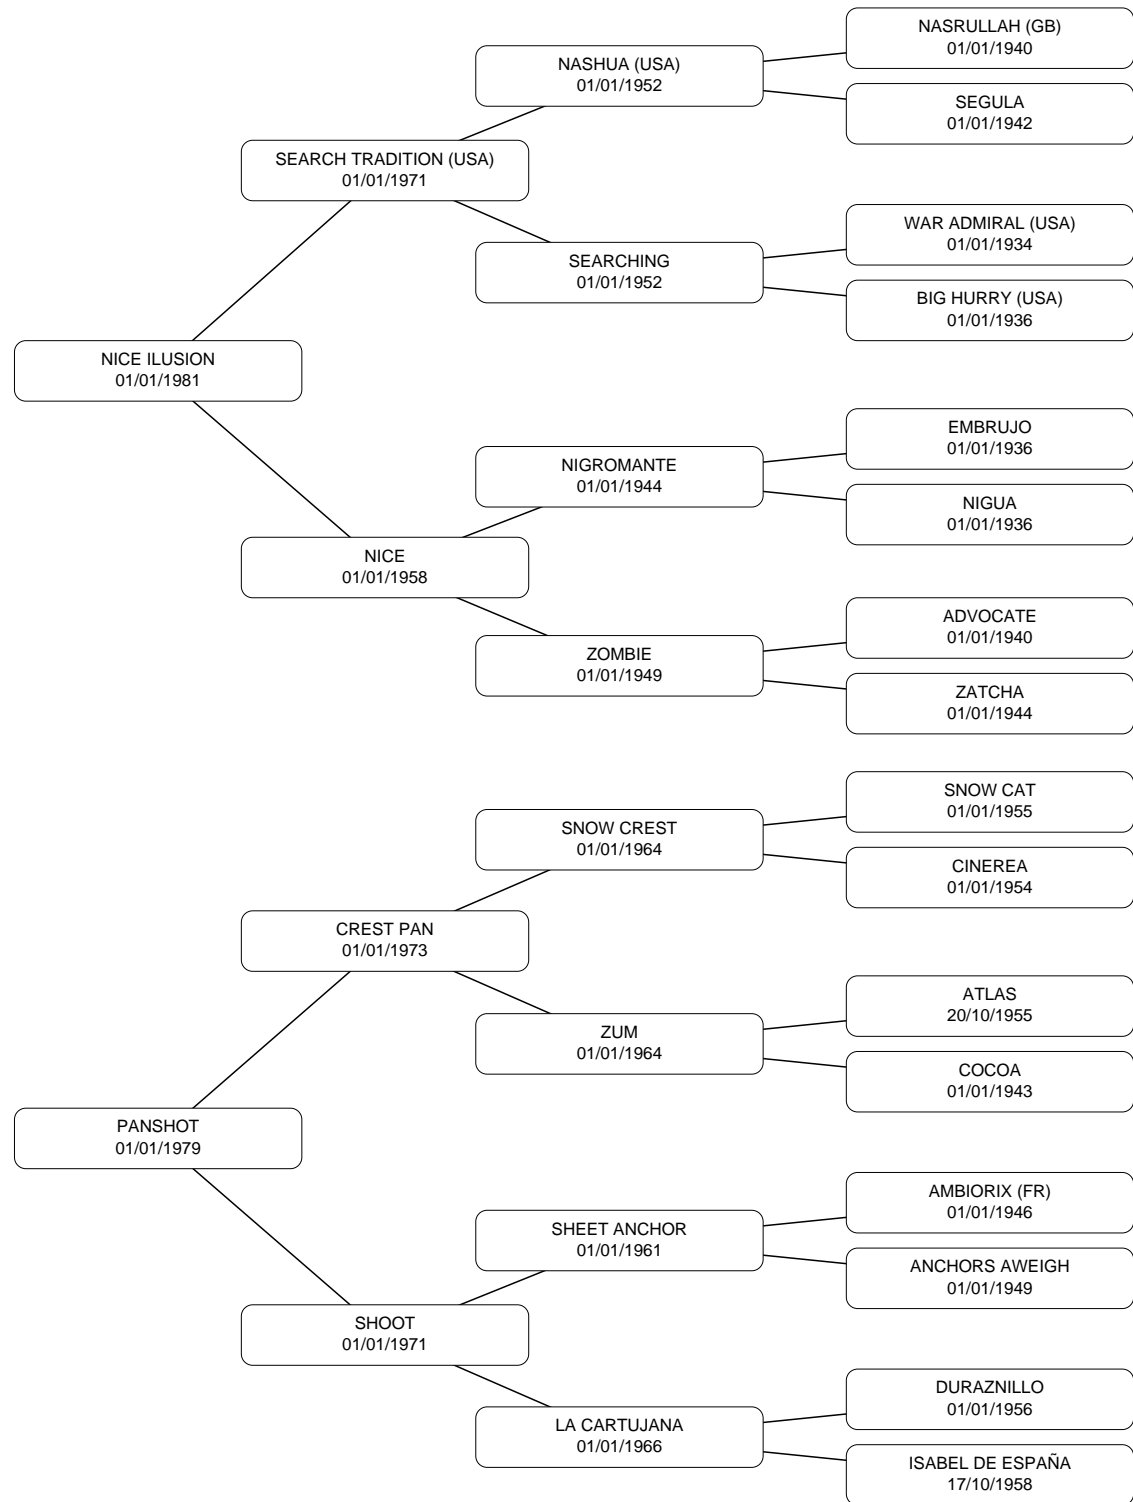 NASRULLAH (GB)
01/01/1940
NASHUA (USA)
01/01/1952
SEGULA
01/01/1942
SEARCH TRADITION (USA)
01/01/1971
WAR ADMIRAL (USA)
01/01/1934
SEARCHING
01/01/1952
BIG HURRY (USA)
01/01/1936
NICE ILUSION
01/01/1981
EMBRUJO
01/01/1936
NIGROMANTE
01/01/1944
NIGUA
01/01/1936
NICE
01/01/1958
ADVOCATE
01/01/1940
ZOMBIE
01/01/1949
ZATCHA
01/01/1944
SNOW CAT
01/01/1955
SNOW CREST
01/01/1964
CINEREA
01/01/1954
CREST PAN
01/01/1973
ATLAS
20/10/1955
ZUM
01/01/1964
COCOA
01/01/1943
PANSHOT
01/01/1979
AMBIORIX (FR)
01/01/1946
SHEET ANCHOR
01/01/1961
ANCHORS AWEIGH
01/01/1949
SHOOT
01/01/1971
DURAZNILLO
01/01/1956
LA CARTUJANA
01/01/1966
ISABEL DE ESPAÑA
17/10/1958